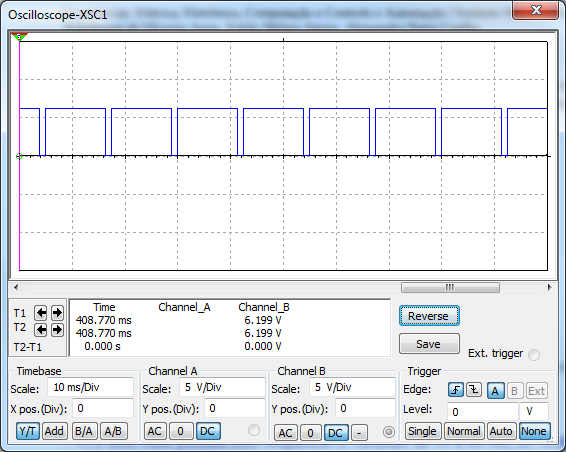 Oscilloscope-XSC1
Time Channel_A Channel_B
T1 408.770 ms 6.199 V
T2 408.770 ms 6.199 V
T2-T1 0.000 s 0.000 V
Reverse
Save
Ext. trigger
Timebase
Scale: 10 ms/Div
X pos.(Div): 0
Y/T Add B/A A/B
Channel A
Scale: 5 V/Div
Y pos.(Div): 0
AC 0 DC
Channel B
Scale: 5 V/Div
Y pos.(Div): 0
AC 0 DC -
Trigger
Edge: A B Ext
Level: 0 V
Single Normal Auto None